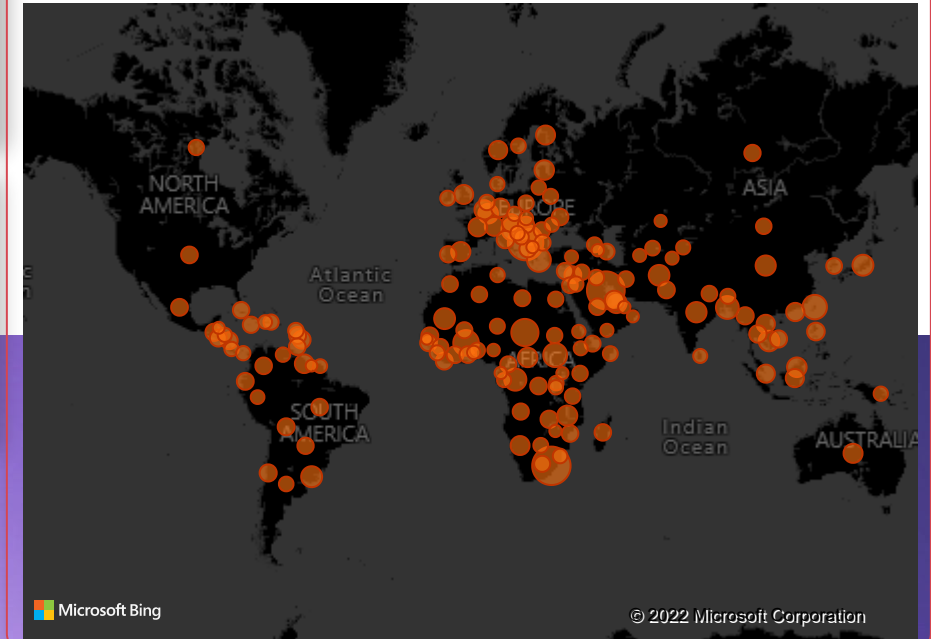 NORTH
AMERICA
EUROPE
ASIA
Atlantic
Ocean
AFRICA
SOUTH
AMERICA
Indian
Ocean
AUSTRALIA
Microsoft Bing
© 2022 Microsoft Corporation